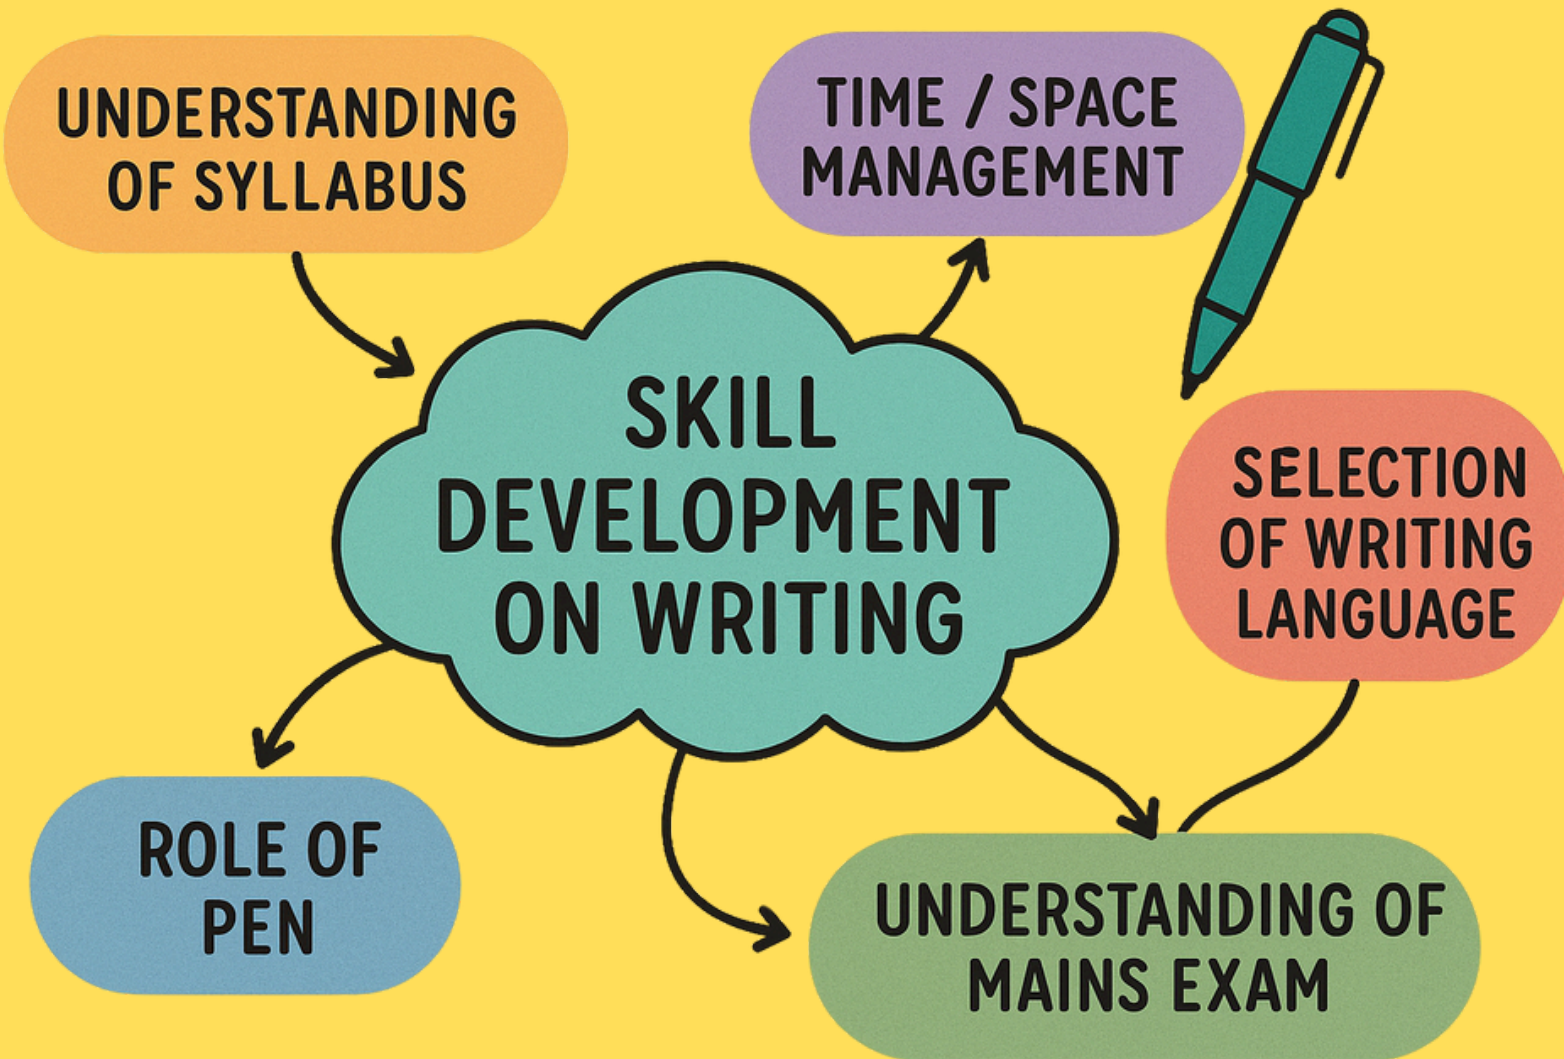 UNDERSTANDING
OF SYLLABUS
TIME / SPACE
MANAGEMENT
SKILL
DEVELOPMENT
ON WRITING
SELECTION
OF WRITING
LANGUAGE
ROLE OF
PEN
UNDERSTANDING OF
MAINS EXAM